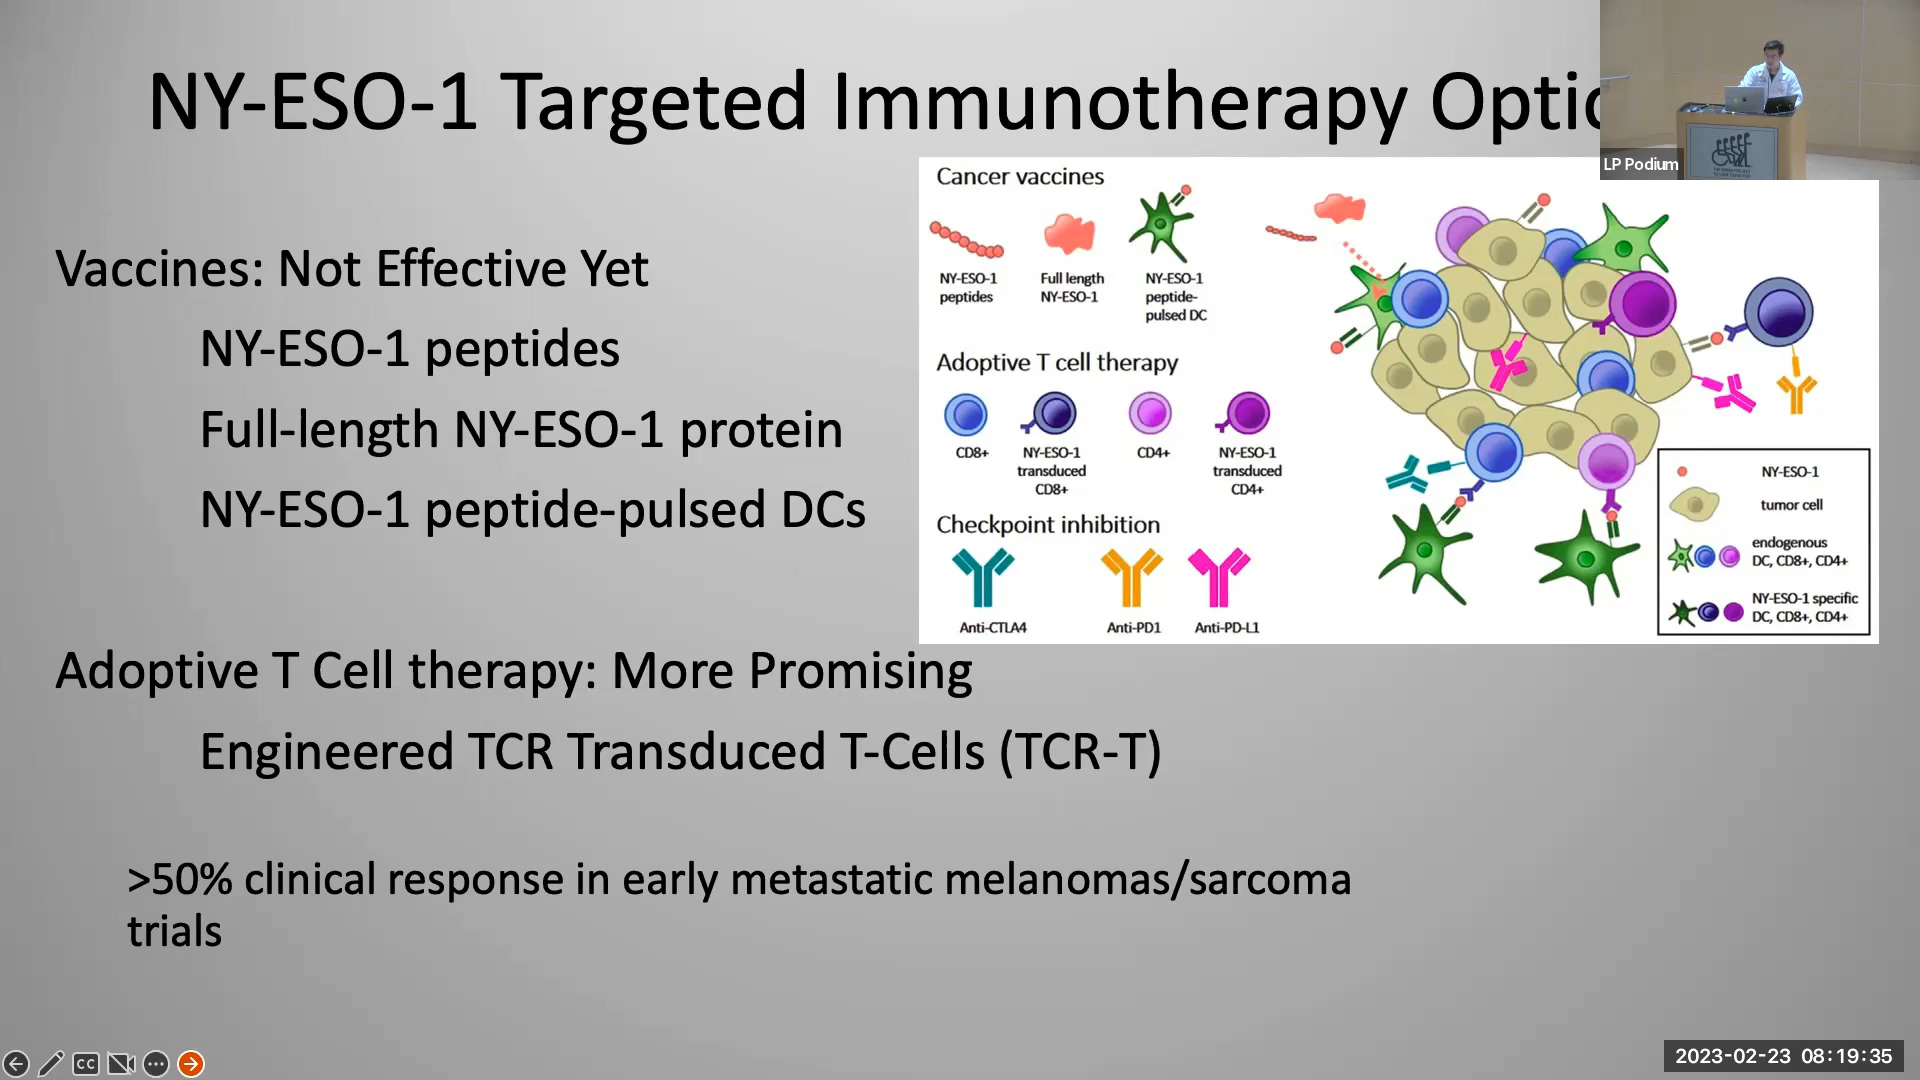 NY-ESO-1 Targeted Immunotherapy Optio
LP Podium
Vaccines: Not Effective Yet
NY-ESO-1 peptides
Full-length NY-ESO-1 protein
NY-ESO-1 peptide-pulsed DCs
Adoptive T Cell therapy: More Promising
Engineered TCR Transduced T-Cells (TCR-T)
>50% clinical response in early metastatic melanomas/sarcoma
trials
Cancer vaccines
NY-ESO-1
peptides
Full length
NY-ESO-1
NY-ESO-1
peptide-
pulsed DC
Adoptive T cell therapy
CD8+
NY-ESO-1
transduced
CD8+
CD4+
NY-ESO-1
transduced
CD4+
Checkpoint inhibition
Anti-CTLA4
Anti-PD1
Anti-PD-L1
NY-ESO-1
tumor cell
endogenous
DC, CD8+, CD4+
NY-ESO-1 specific
DC, CD8+, CD4+
CC
2023-02-23 08:19:35